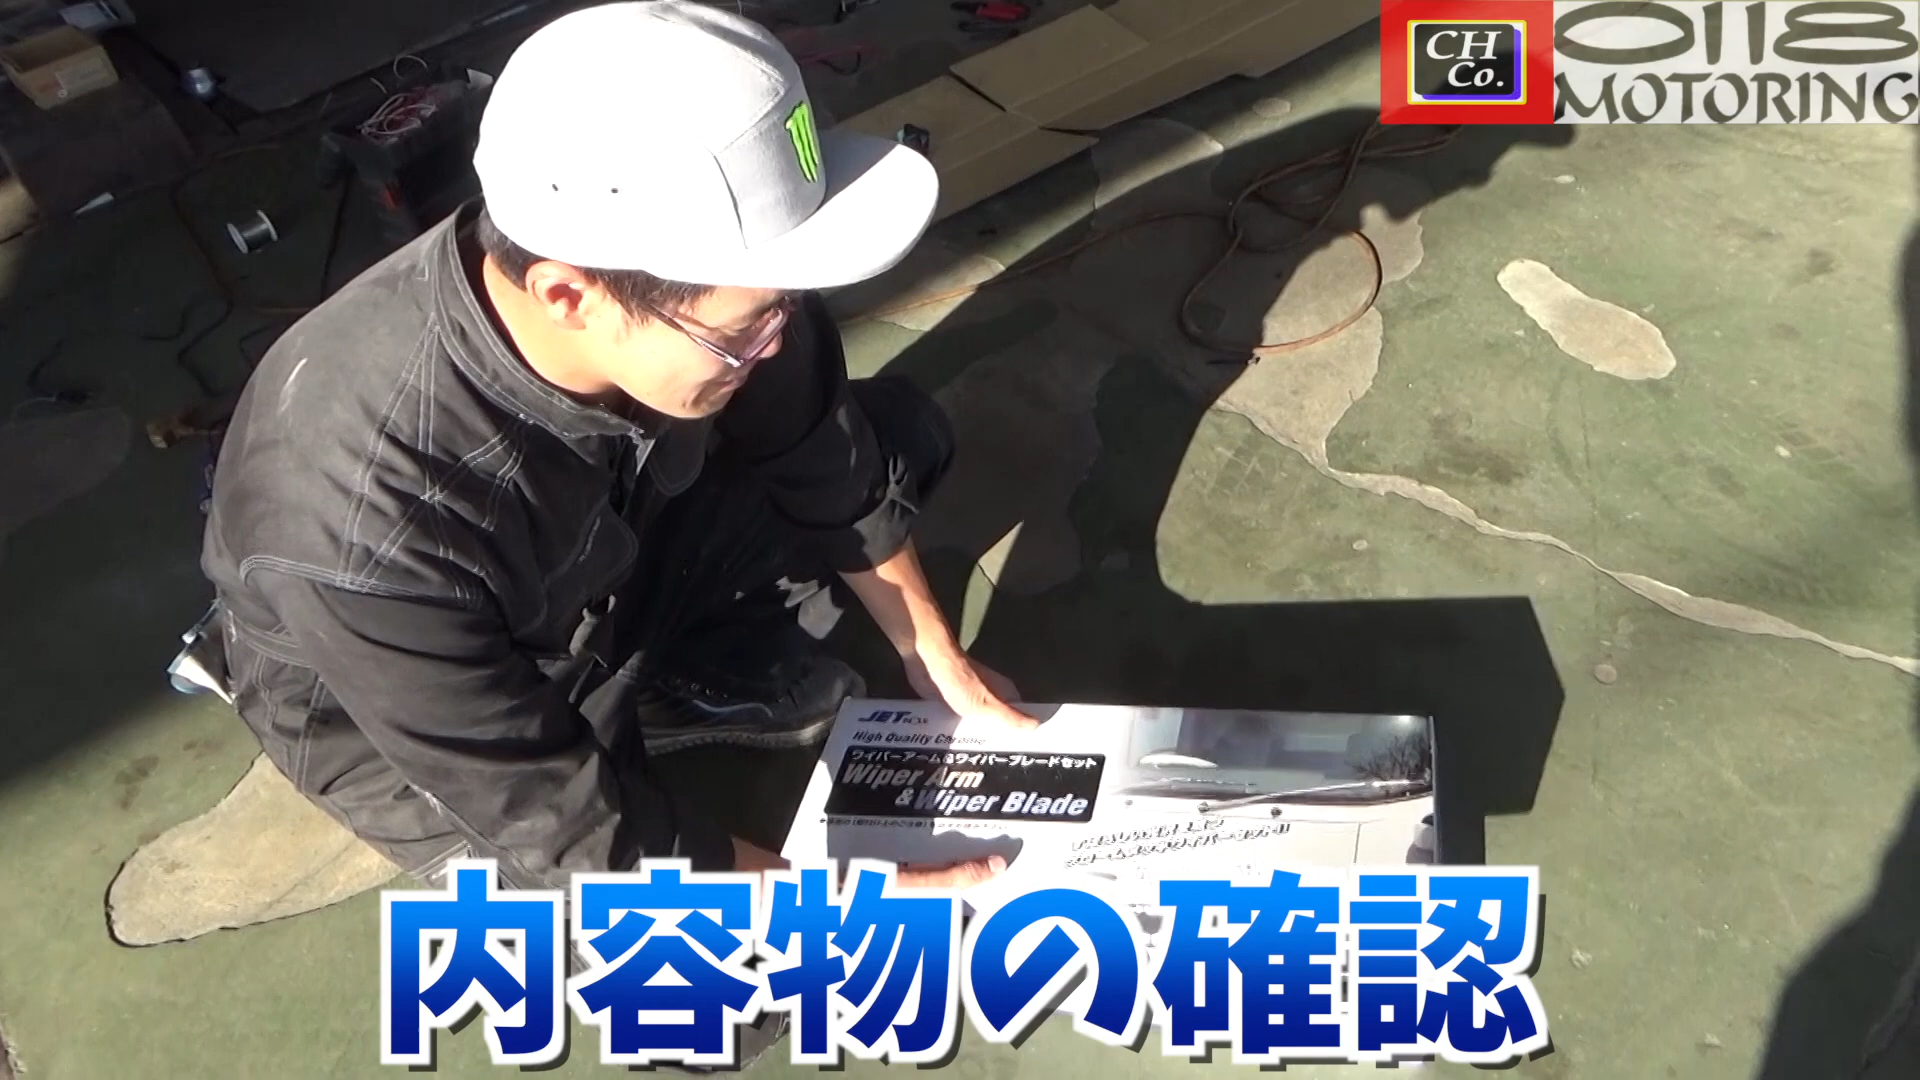 CH
Co.
0118
MOTORING
JET
High Quality Chrome
ワイパーアーム&ワイパーブレードセット
Wiper Arm
&Wiper Blade
内容物の確認